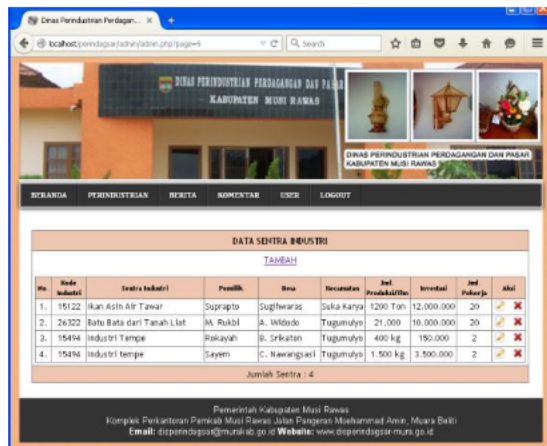 Dinas Perindustrian Perdagan...
localhost/perindagsar/admin/admin.php?page=5
Search
DINAS PERINDUSTRIAN PERDAGANGAN DAN PASAR
KABUPATEN MUSI RAWAS
DINAS PERINDUSTRIAN PERDAGANGAN DAN PASAR
KABUPATEN MUSI RAWAS
BERANDA PERINDUSTRIAN BERITA KOMENTAR USER LOGOUT
DATA SENTRA INDUSTRI
TAMBAH
No Kode Industri Sentra Industri Pemilik Desa Kecamatan Jml Produksi/Thn Investasi Jml Pekerja Aksi
1. 15122 Ikan Asin Air Tawar Suprapto Sugihwaras Suka Karya 1200 Ton 12.000.000 20
2. 26322 Batu Bata dari Tanah Liat M. Rukbi A. Widodo Tugumulyo 21.000 10.000.000 20
3. 15494 Industri Tempe Rokayah B. Srikaton Tugumulyo 400 kg 150.000 2
4. 15494 Industri tempe Sayem C. Nawangsasi Tugumulyo 1.500 kg 3.500.000 2
Jumlah Sentra : 4
Pemerintah Kabupaten Musi Rawas
Komplek Perkantoran Pemkab Musi Rawas Jalan Pangeran Moehammad Amin, Muara Beliti
Email: disperindagsar@murakab.go.id Website: www.disperindagsar-mura.go.id